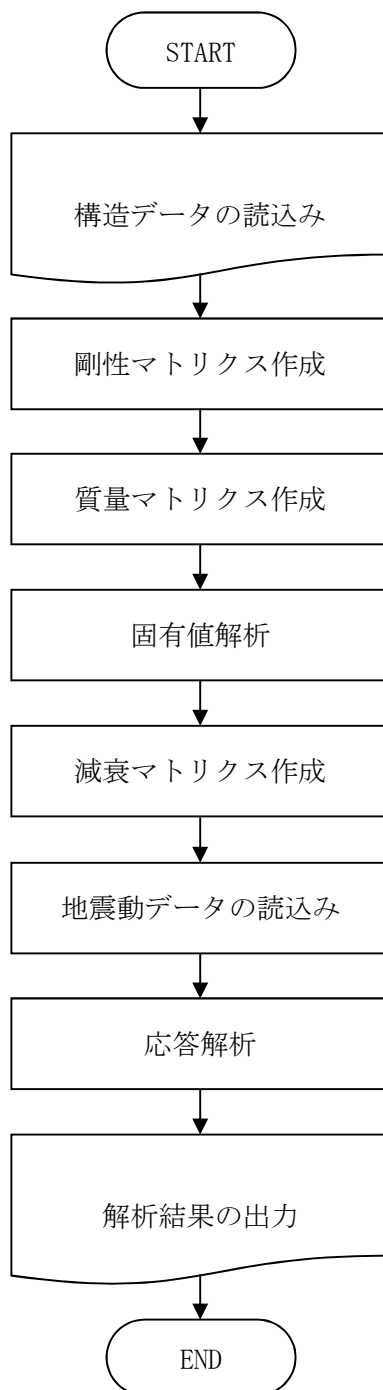 START
構造データの読込み
剛性マトリクス作成
質量マトリクス作成
固有値解析
減衰マトリクス作成
地震動データの読込み
応答解析
解析結果の出力
END